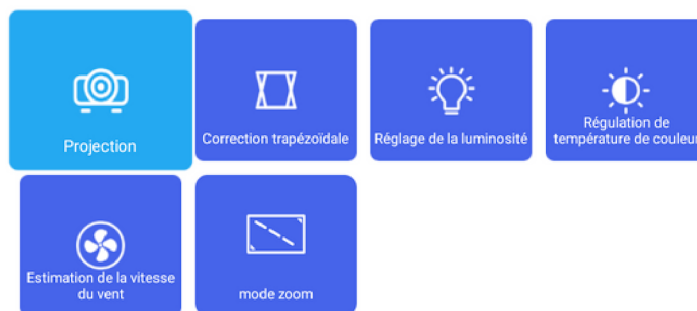 Projection
Correction trapézoïdale
Réglage de la luminosité
Régulation de
température de couleur
Estimation de la vitesse
du vent
mode zoom